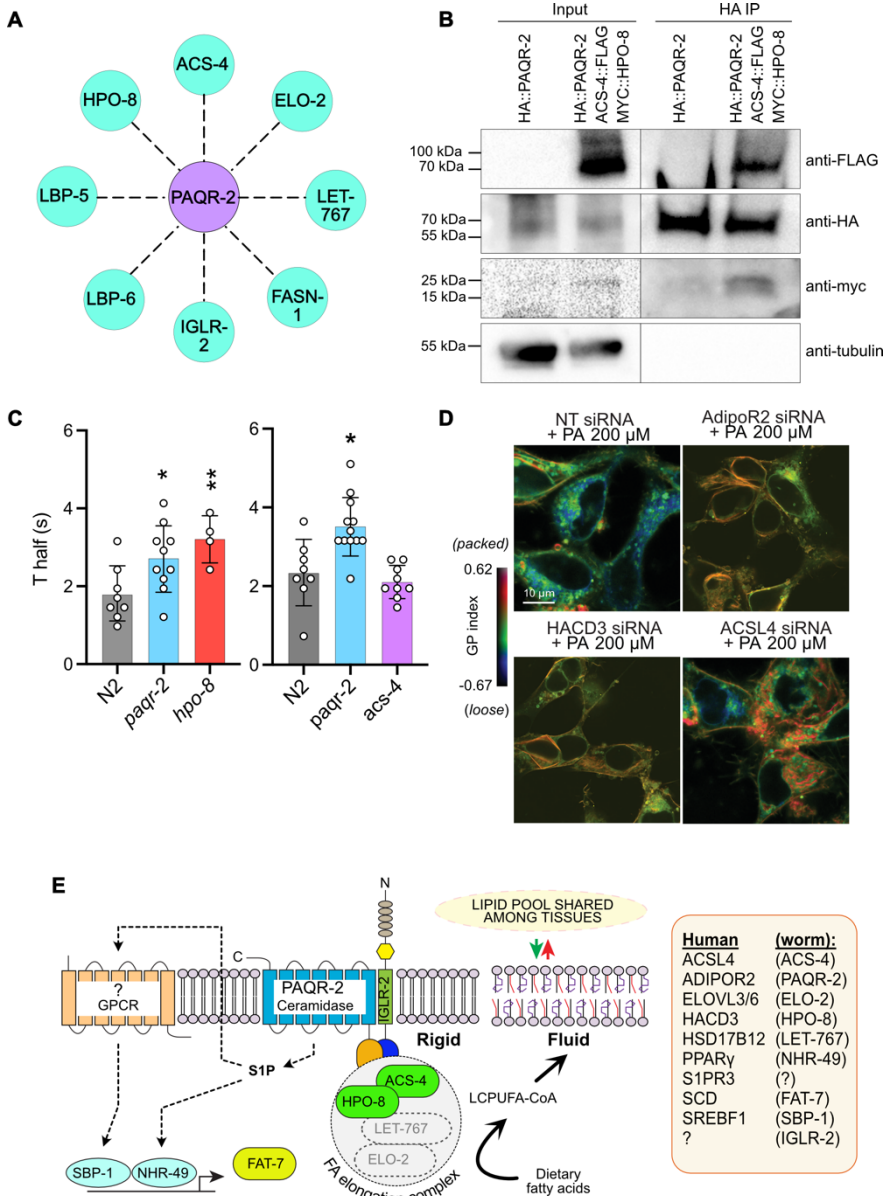 A
ACS-4
HPO-8
ELO-2
LBP-5
PAQR-2
LET-
767
LBP-6
FASN-
1
IGLR-
2
B
Input
HA IP
HA::PAQR-2
HA::PAQR-2
ACS-4::FLAG
MYC::HPO-8
HA::PAQR-2
HA::PAQR-2
ACS-4::FLAG
MYC::HPO-8
100 kDa
70 kDa
anti-FLAG
70 kDa
55 kDa
anti-HA
25 kDa
15 kDa
anti-myc
55 kDa
anti-tubulin
C
T half (s)
6
4
2
0
*
**
N2
paqr-2
hpo-8
6
4
2
0
*
N2
paqr-2
acs-4
D
NT siRNA
+ PA 200 µM
AdipoR2 siRNA
+ PA 200 µM
(packed)
0.62
GP index
-0.67
(loose)
10 µm
HACD3 siRNA
+ PA 200 µM
ACSL4 siRNA
+ PA 200 µM
E
N
LIPID POOL SHARED
AMONG TISSUES
C
?
GPCR
PAQR-2
Ceramidase
IGLR-2
Rigid
Fluid
S1P
ACS-4
HPO-8
LET-767
ELO-2
FA elongation complex
LCPUFA-CoA
Dietary
fatty acids
SBP-1
NHR-49
FAT-7
Human (worm):
ACSL4 (ACS-4)
ADIPOR2 (PAQR-2)
ELOVL3/6 (ELO-2)
HACD3 (HPO-8)
HSD17B12 (LET-767)
PPARγ (NHR-49)
S1PR3 (?)
SCD (FAT-7)
SREBF1 (SBP-1)
? (IGLR-2)